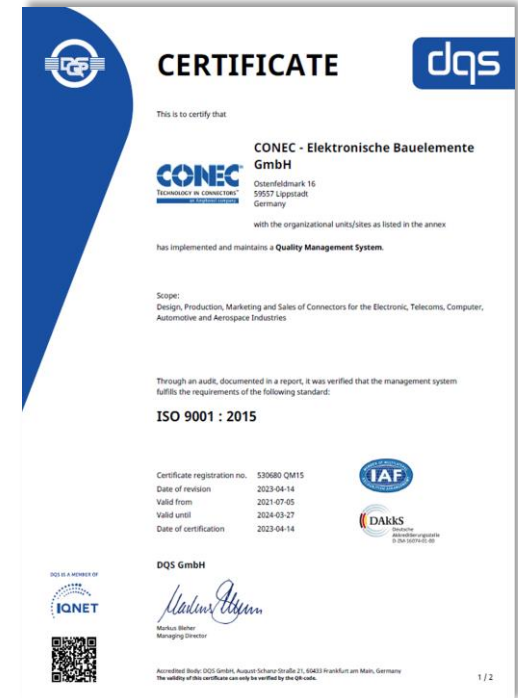 DQS
CERTIFICATE
dqs
This is to certify that
CONEC - Elektronische Bauelemente
GmbH
CONEC
TECHNOLOGY IN CONNECTORS™
an Amphenol company
Ostenfeldmark 16
59557 Lippstadt
Germany
with the organizational units/sites as listed in the annex
has implemented and maintains a Quality Management System.
Scope:
Design, Production, Marketing and Sales of Connectors for the Electronic, Telecoms, Computer,
Automotive and Aerospace Industries
Through an audit, documented in a report, it was verified that the management system
fulfills the requirements of the following standard:
ISO 9001 : 2015
Certificate registration no. 530680 QM15
Date of revision 2023-04-14
Valid from 2021-07-05
Valid until 2024-03-27
Date of certification 2023-04-14
IAF
DAkkS
Deutsche
Akkreditierungsstelle
DQS GmbH
DQS IS A MEMBER OF
IQNET
Markus Bleher
Managing Director
Accredited Body: DQS GmbH, August-Schanz-Straße 21, 60433 Frankfurt am Main, Germany
The validity of this certificate can only be verified by the QR-code.
1 / 2